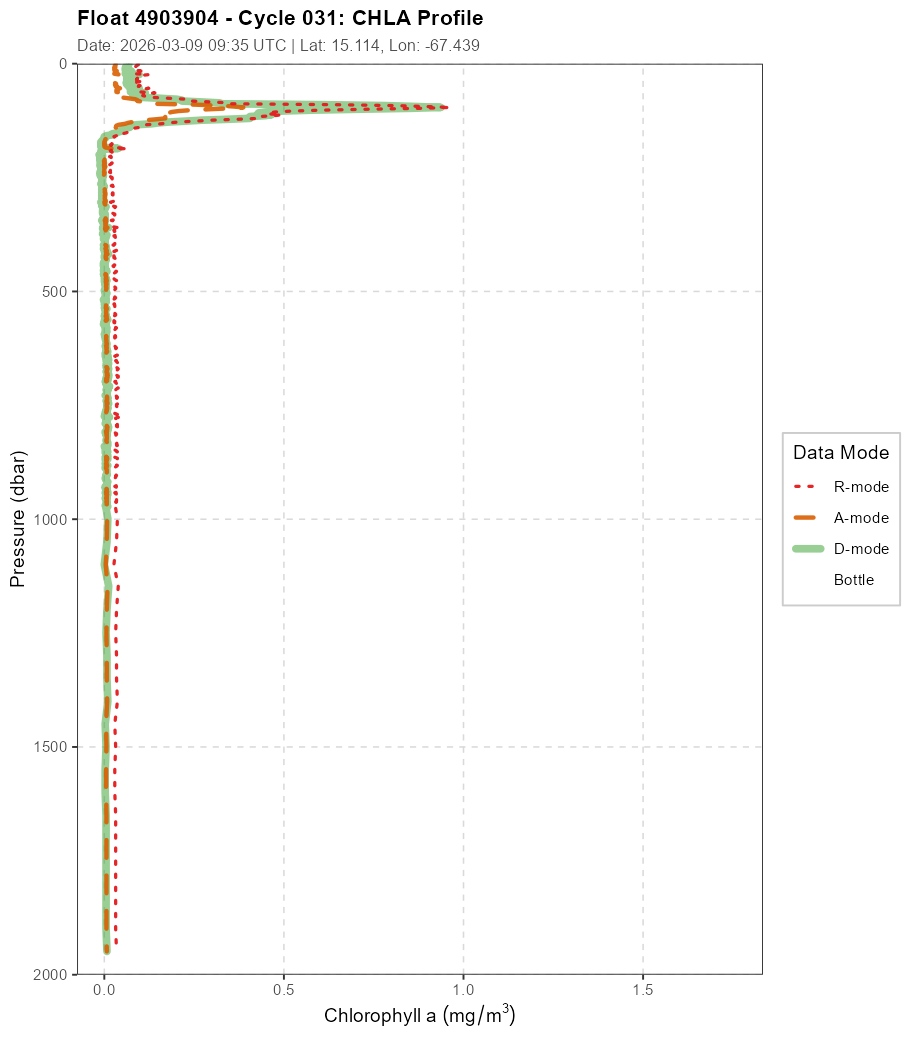 Float 4903904 - Cycle 031: CHLA Profile
Date: 2026-03-09 09:35 UTC | Lat: 15.114, Lon: -67.439
0
500
1000
1500
2000
Pressure (dbar)
0.0 0.5 1.0 1.5
Chlorophyll a (mg/m³)
Data Mode
R-mode
A-mode
D-mode
Bottle